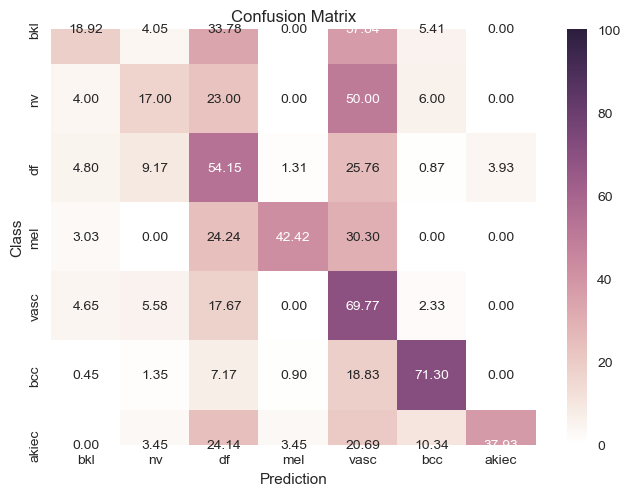 Confusion Matrix
bkl 18.92 4.05 33.78 0.00 37.84 5.41 0.00
nv 4.00 17.00 23.00 0.00 50.00 6.00 0.00
df 4.80 9.17 54.15 1.31 25.76 0.87 3.93
mel 3.03 0.00 24.24 42.42 30.30 0.00 0.00
vasc 4.65 5.58 17.67 0.00 69.77 2.33 0.00
bcc 0.45 1.35 7.17 0.90 18.83 71.30 0.00
akiec 0.00 3.45 24.14 3.45 20.69 10.34 37.93
bkl nv df mel vasc bcc akiec
Prediction
Class
100
80
60
40
20
0